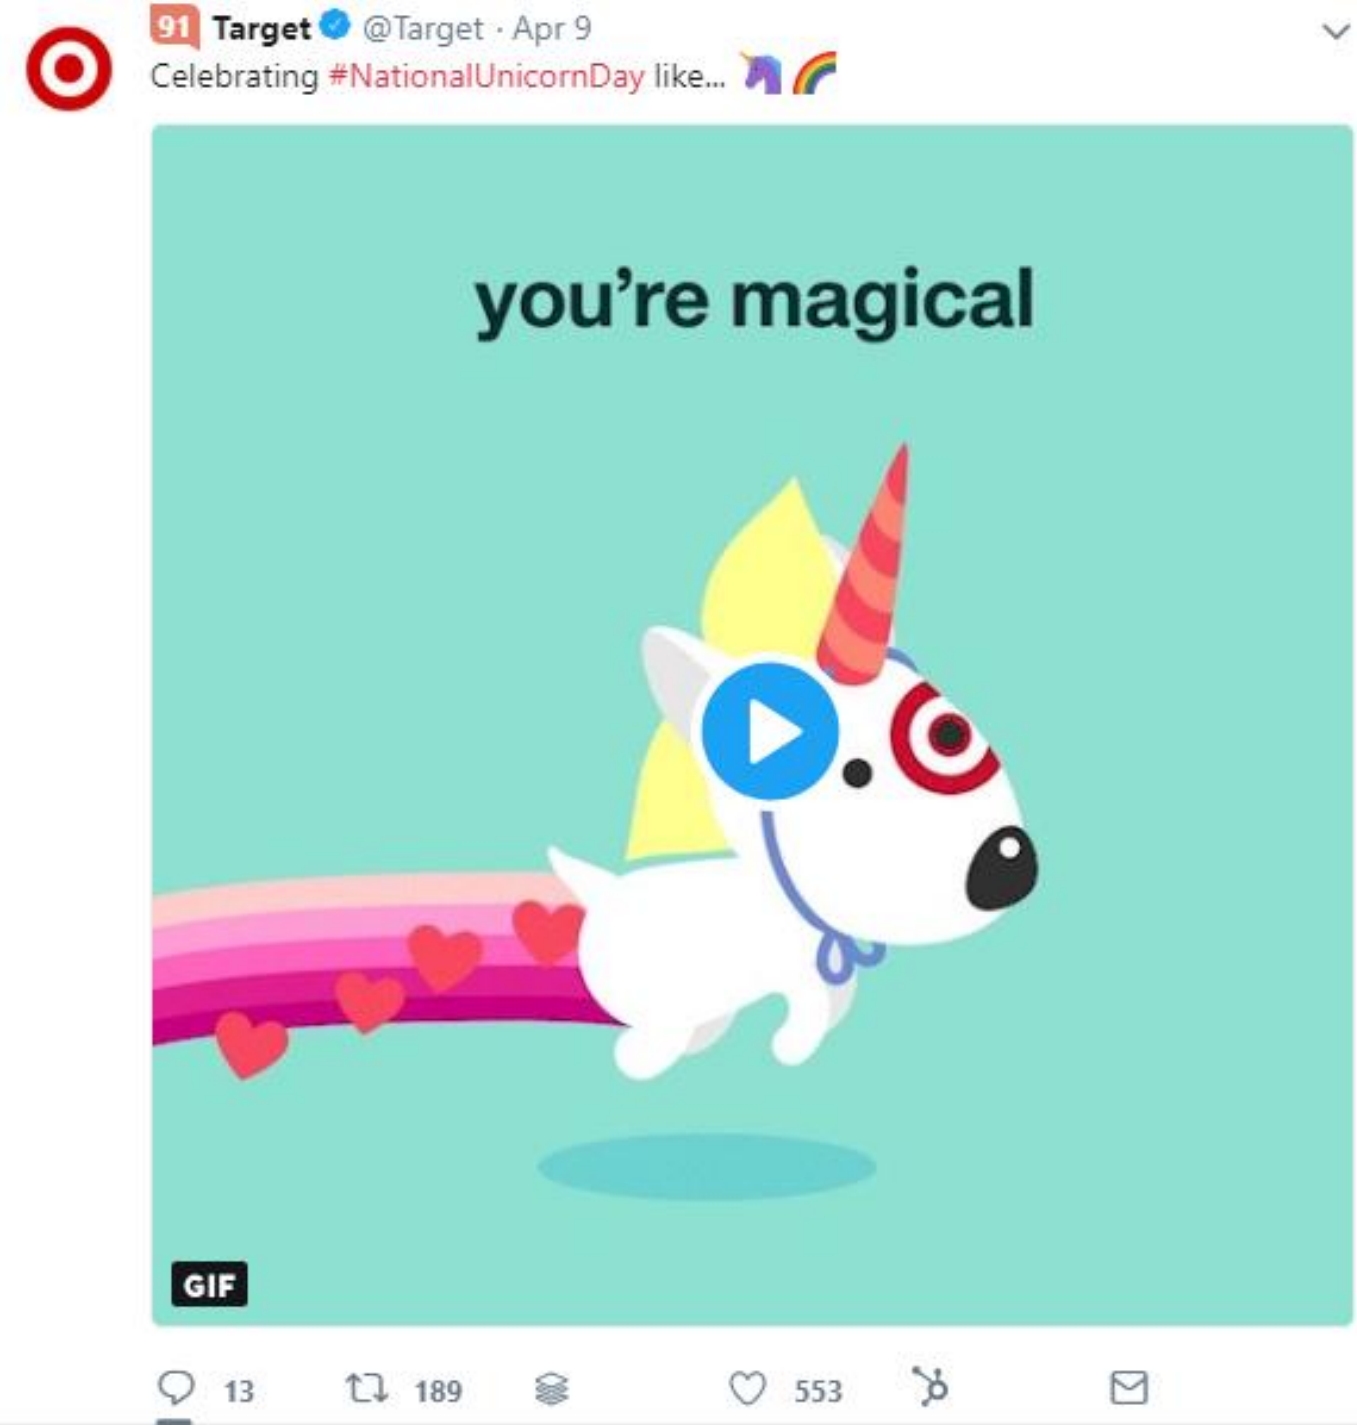 91 Target @Target · Apr 9
Celebrating #NationalUnicornDay like... 🦄🌈
you’re magical
GIF
13 189 553